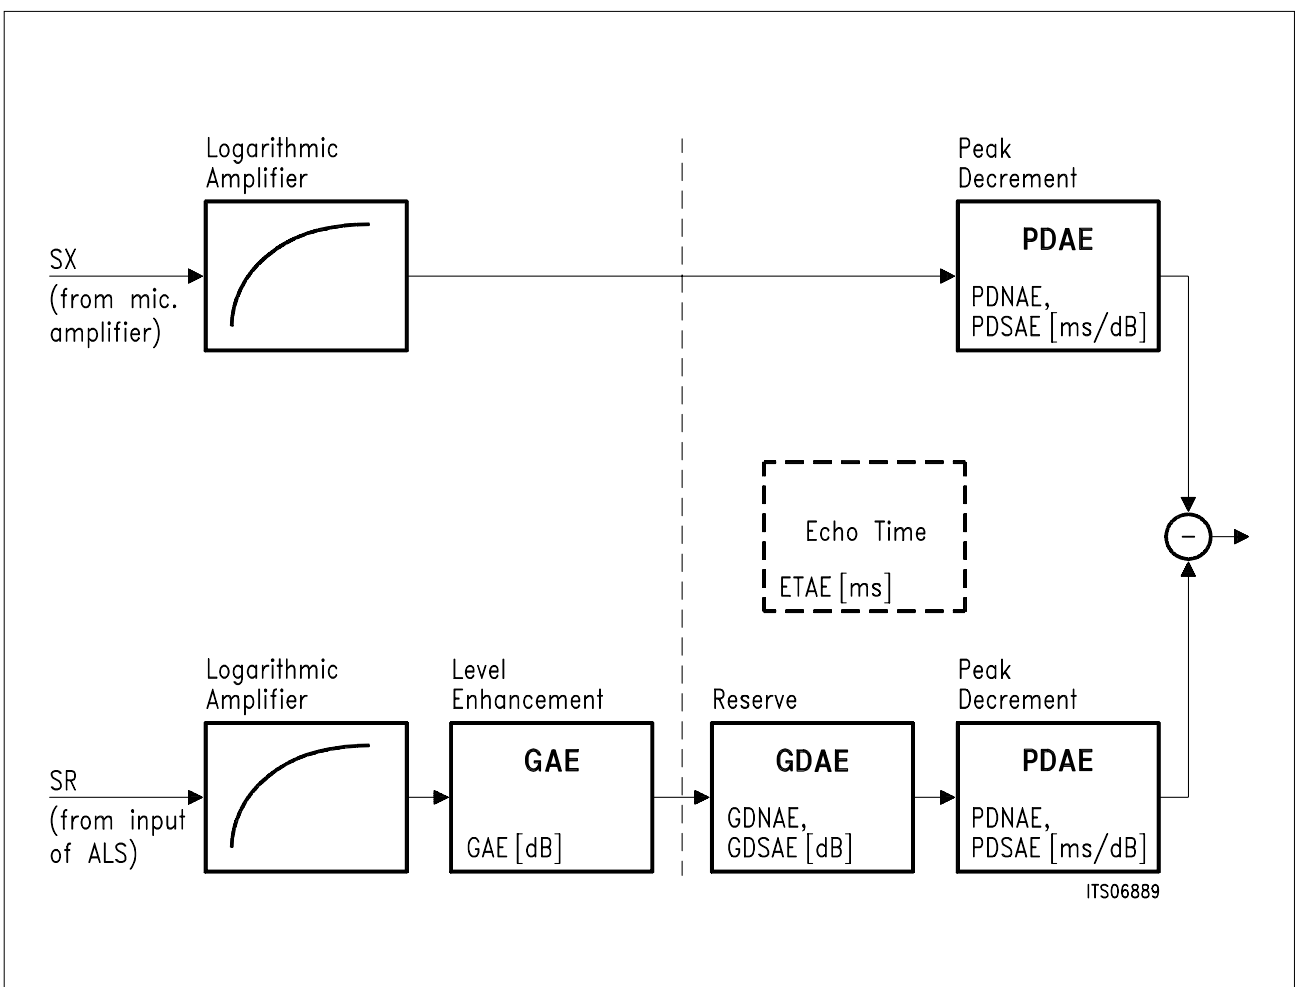 Logarithmic
Amplifier
Peak
Decrement
SX
(from mic.
amplifier)
PDAE
PDNAE,
PDSAE [ms/dB]
Echo Time
ETAE [ms]
−
Logarithmic
Amplifier
Level
Enhancement
Reserve
Peak
Decrement
SR
(from input
of ALS)
GAE
GAE [dB]
GDAE
GDNAE,
GDSAE [dB]
PDAE
PDNAE,
PDSAE [ms/dB]
ITS06889